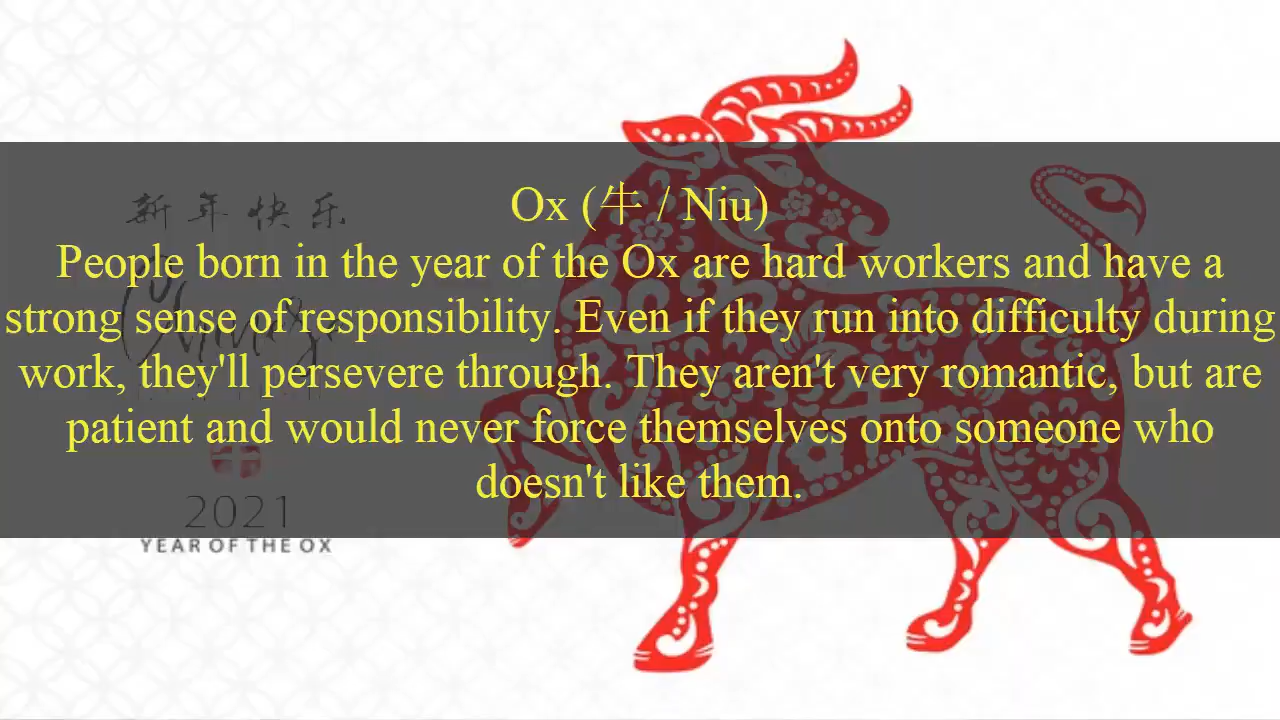 Ox (牛 / Niu)
People born in the year of the Ox are hard workers and have a
strong sense of responsibility. Even if they run into difficulty during
work, they'll persevere through. They aren't very romantic, but are
patient and would never force themselves onto someone who
doesn't like them.
新年快乐
2021
YEAR OF THE OX